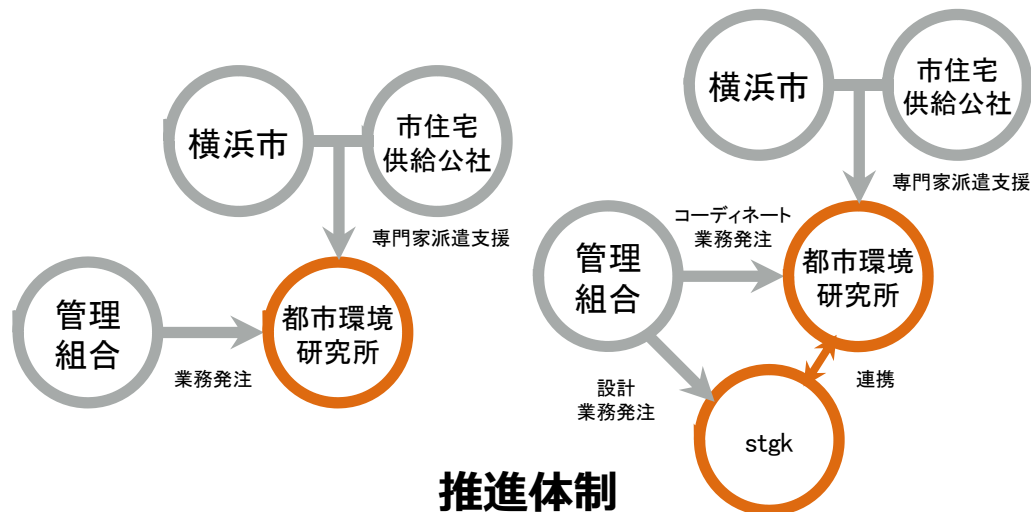 横浜市
市住宅
供給公社
専門家派遣支援
管理
組合
業務発注
都市環境
研究所
横浜市
市住宅
供給公社
専門家派遣支援
コーディネート
業務発注
管理
組合
都市環境
研究所
設計
業務発注
連携
stgk
推進体制